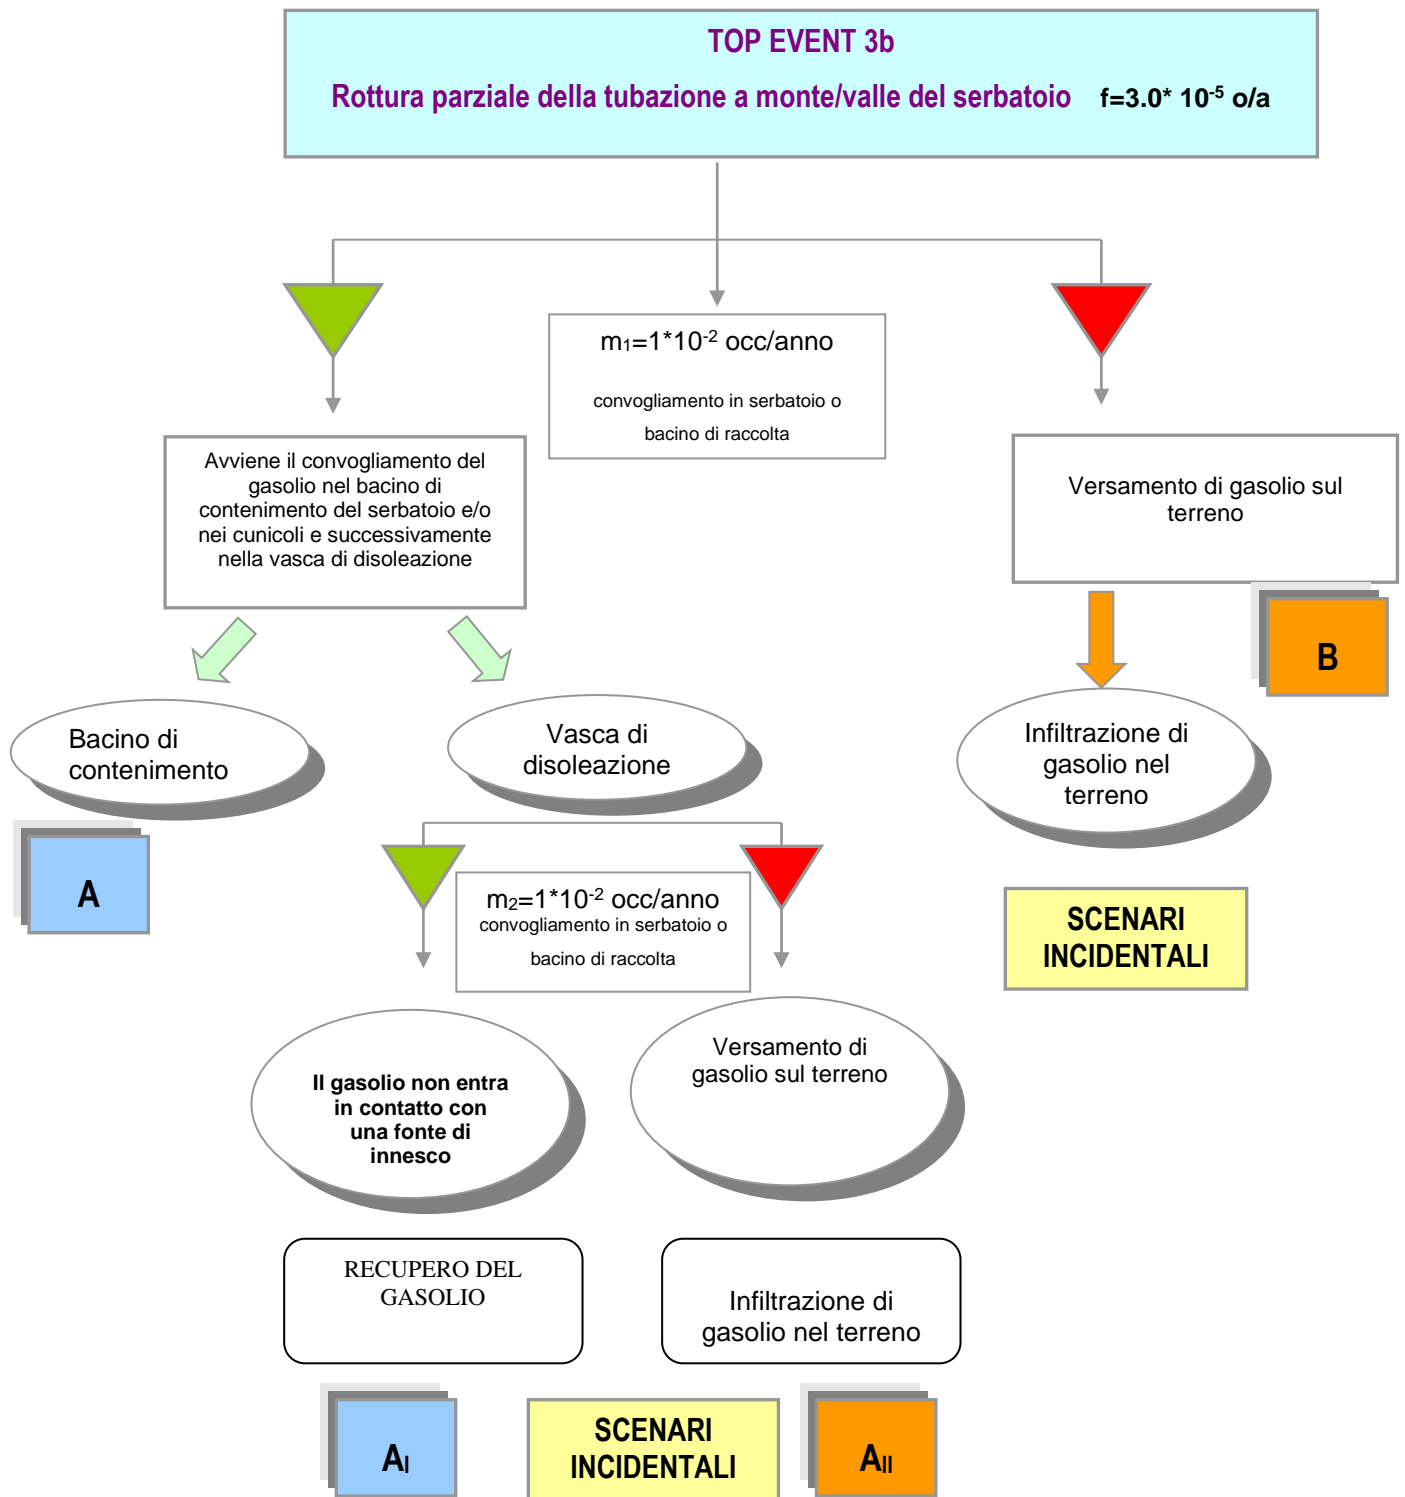 TOP EVENT 3b
Rottura parziale della tubazione a monte/valle del serbatoio f=3.0* 10⁻⁵ o/a
m₁=1*10⁻² occ/anno
convogliamento in serbatoio o
bacino di raccolta
Avviene il convogliamento del
gasolio nel bacino di
contenimento del serbatoio e/o
nei cunicoli e successivamente
nella vasca di disoleazione
Versamento di gasolio sul
terreno
B
Bacino di
contenimento
Vasca di
disoleazione
Infiltrazione di
gasolio nel
terreno
A
m₂=1*10⁻² occ/anno
convogliamento in serbatoio o
bacino di raccolta
SCENARI
INCIDENTALI
Il gasolio non entra
in contatto con
una fonte di
innesco
Versamento di
gasolio sul terreno
RECUPERO DEL
GASOLIO
Infiltrazione di
gasolio nel terreno
AI
SCENARI
INCIDENTALI
AII